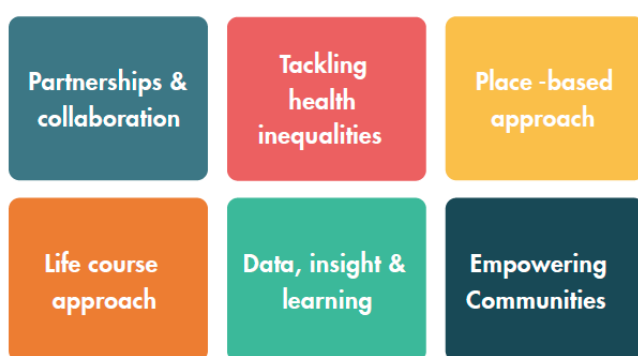 Partnerships &
collaboration
Tackling
health
inequalities
Place -based
approach
Life course
approach
Data, insight &
learning
Empowering
Communities